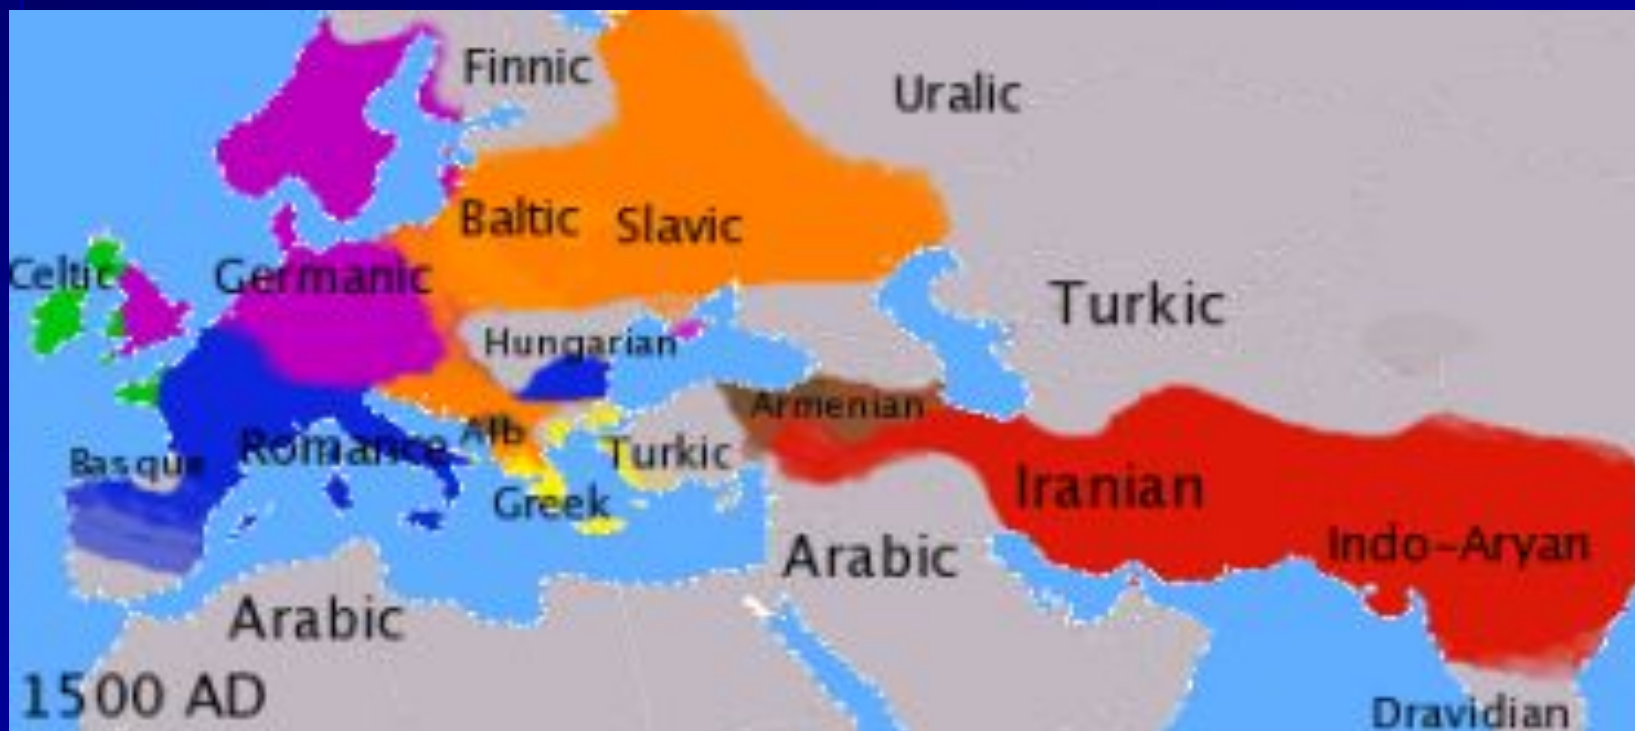 Finnic
Uralic
Baltic Slavic
Celtic
Germanic
Turkic
Hungarian
Armenian
Alb
Romance
Basque
Turkic
Iranian
Greek
Indo-Aryan
Arabic
Arabic
1500 AD
Dravidian